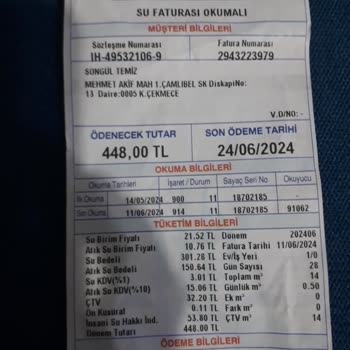 SU FATURASI OKUMALI
MÜŞTERİ BİLGİLERİ
Sözleşme Numarası Fatura Numarası
IH-49532106-9 2943223979
SONGÜL TEMİZ
MEHMET AKİF MAH 1.ÇAMLIBEL SK DiskapiNo:
13 Daire:0005 K.ÇEKMECE
V.D/NO: -
ÖDENECEK TUTAR SON ÖDEME TARİHİ
448,00 TL 24/06/2024
OKUMA BİLGİLERİ
Okuma Tarihleri İşaret / Durum Sayaç Seri No Okuyucu
İlk Okuma 14/05/2024 900 11 18702185
Son Okuma 11/06/2024 914 11 18702185 91062
TÜKETİM BİLGİLERİ
Su Birim Fiyatı 21.52 TL Dönem 202406
Atık Su Birim Fiyatı 10.76 TL Fatura Tarihi 11/06/2024
Su Bedeli 301.28 TL Ev/İş Yeri 1/0
Atık Su Bedeli 150.64 TL Gün Sayısı 28
Su KDV(%1) 3.01 TL Toplam m³ 14
Atık Su KDV(%10) 15.06 TL Günlük m³ 0.50
ÇTV 32.20 TL Ek m³ 0
Ön Küsürat 0.11 TL Fark m³ 0
İnsani Su Hakkı İnd. 53.80 TL ÇTV m³ 14
Dönem Tutarı 448.00 TL
ÖDEME BİLGİLERİ